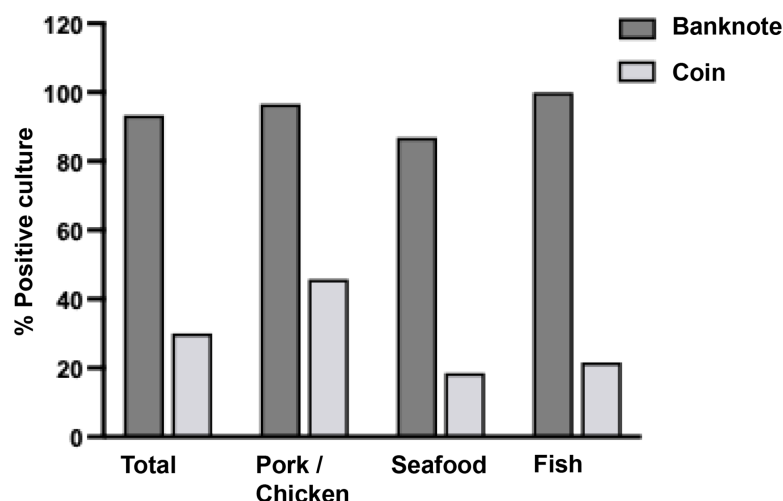 120
100
80
60
40
20
0
% Positive culture
Banknote
Coin
Total
Pork /
Chicken
Seafood
Fish